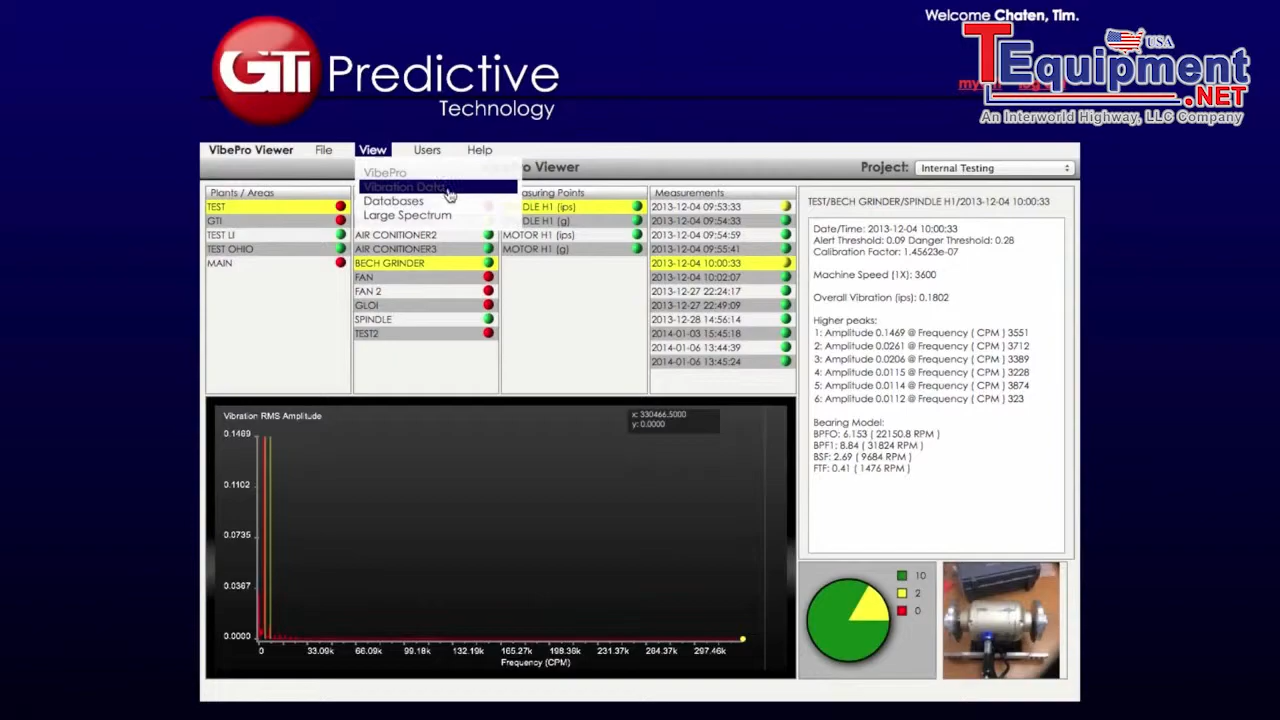 Welcome Chaten, Tim.
USA
TEquipment
.NET
An Interworld Highway, LLC Company
GTi Predictive
Technology
VibePro Viewer File View Users Help
Project: Internal Testing
VibePro
Vibration Data
Databases
Large Spectrum
Viewer
Plants / Areas
TEST
GTI
TEST LI
TEST OHIO
MAIN
AIR CONITIONER2
AIR CONITIONER3
BECH GRINDER
FAN
FAN 2
GLOI
SPINDLE
TEST2
Points
H1 (ips)
H1 (g)
MOTOR H1 (ips)
MOTOR H1 (g)
Measurements
2013-12-04 09:53:33
2013-12-04 09:54:33
2013-12-04 09:54:59
2013-12-04 09:55:41
2013-12-04 10:00:33
2013-12-04 10:02:07
2013-12-27 22:24:17
2013-12-27 22:49:09
2013-12-28 14:56:14
2014-01-03 15:45:18
2014-01-06 13:44:39
2014-01-06 13:45:24
TEST/BECH GRINDER/SPINDLE H1/2013-12-04 10:00:33
Date/Time: 2013-12-04 10:00:33
Alert Threshold: 0.09 Danger Threshold: 0.28
Calibration Factor: 1.45623e-07
Machine Speed (1X): 3600
Overall Vibration (ips): 0.1802
Higher peaks:
1: Amplitude 0.1469 @ Frequency ( CPM ) 3551
2: Amplitude 0.0261 @ Frequency ( CPM ) 3712
3: Amplitude 0.0206 @ Frequency ( CPM ) 3389
4: Amplitude 0.0115 @ Frequency ( CPM ) 3228
5: Amplitude 0.0114 @ Frequency ( CPM ) 3874
6: Amplitude 0.0112 @ Frequency ( CPM ) 323
Bearing Model:
BPFO: 6.153 ( 22150.8 RPM )
BPF1: 8.84 ( 31824 RPM )
BSF: 2.69 ( 9684 RPM )
FTF: 0.41 ( 1476 RPM )
Vibration RMS Amplitude
x: 330466.5000
y: 0.0000
0.1469
0.1102
0.0735
0.0367
0.0000
0 33.09k 66.09k 99.18k 132.19k 165.27k 198.36k 231.37k 264.37k 297.46k
Frequency (CPM)
10
2
0